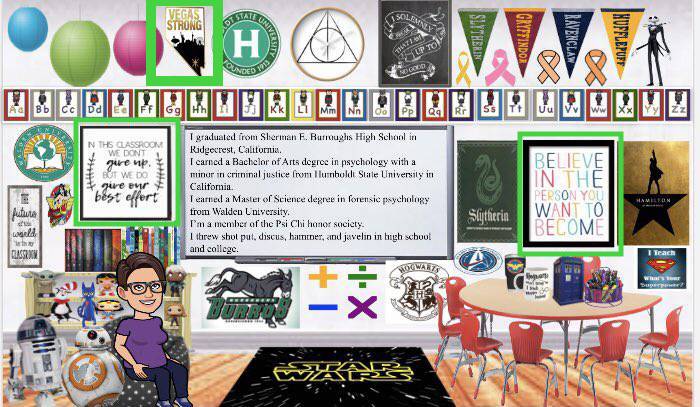 VEGAS
STRONG
DT STATE UNIVERSITY
H
FOUNDED 1913
I SOLEMNLY
THAT I AM
UP TO
NO GOOD
SLYTHERIN
GRYFFINDOR
RAVENCLAW
HUFFLEPUFF
Aa Bb Cc Dd Ee Ff Gg Hh Ii Jj Kk Ll Mm Nn Oo Pp Qq Rr Ss Tt Uu Vv Ww Xx Yy Zz
WALDEN UNIVERSITY
IN THIS CLASSROOM
WE DON'T
give up,
BUT WE DO
give our
best effort
I graduated from Sherman E. Burroughs High School in
Ridgecrest, California.
I earned a Bachelor of Arts degree in psychology with a
minor in criminal justice from Humboldt State University in
California.
I earned a Master of Science degree in forensic psychology
from Walden University.
I'm a member of the Psi Chi honor society.
I threw shot put, discus, hammer, and javelin in high school
and college.
Slytherin
BELIEVE
IN THE
PERSON YOU
WANT TO
BECOME
HAMILTON
THE
future
of the
world
is in my
CLASSROOM
BURROS
HOGWARTS
I Teach
What's Your
Superpower?
STAR
WARS